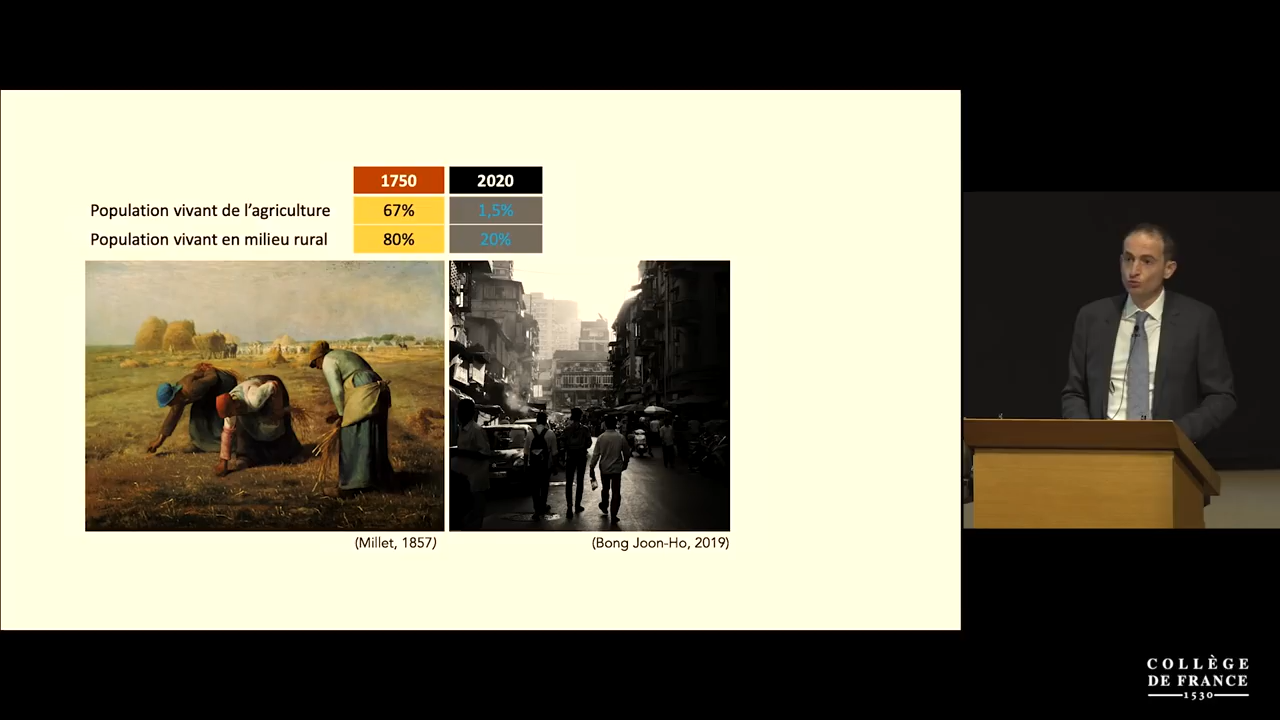 1750 2020
Population vivant de l’agriculture 67% 1,5%
Population vivant en milieu rural 80% 20%
(Millet, 1857) (Bong Joon-Ho, 2019)
COLLÈGE
DE FRANCE
1530